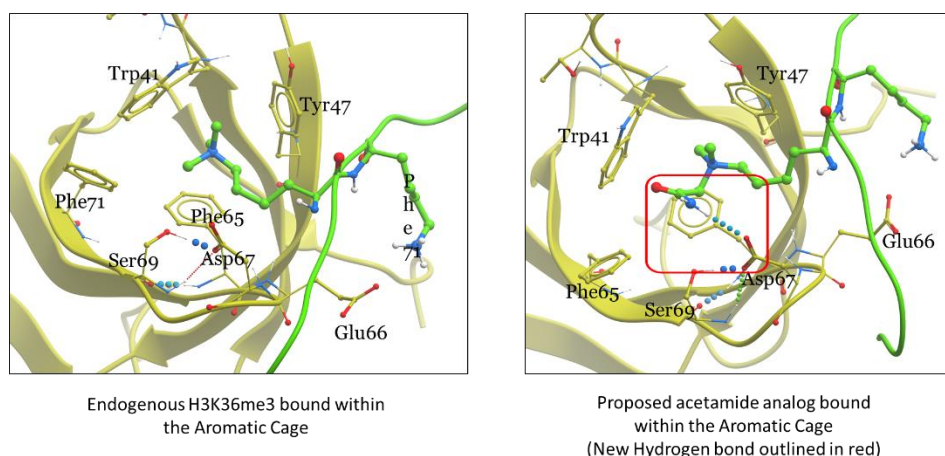 Trp41
Tyr47
Phe71
Phe65
Phe71
Ser69
Asp67
Glu66
Endogenous H3K36me3 bound within
the Aromatic Cage
Tyr47
Trp41
Glu66
Phe65
Asp67
Ser69
Proposed acetamide analog bound
within the Aromatic Cage
(New Hydrogen bond outlined in red)